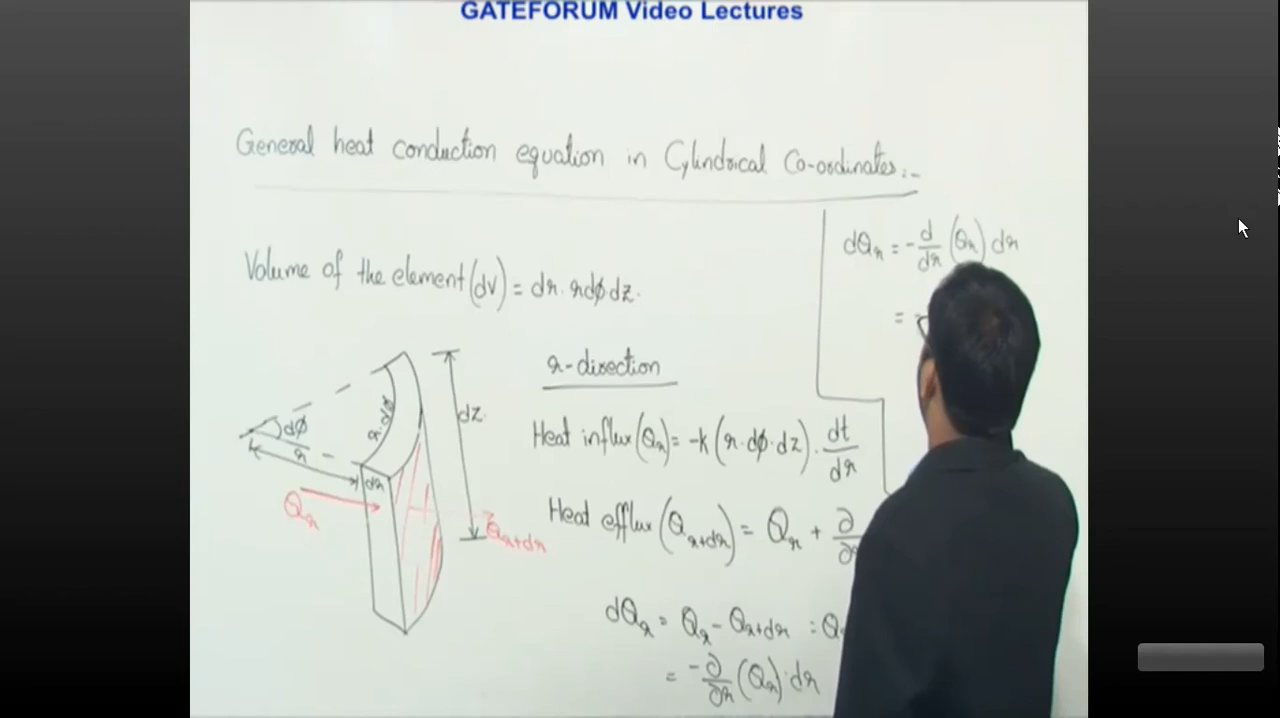 GATEFORUM Video Lectures
General heat conduction equation in Cylindrical Co-ordinates:-
Volume of the element (dv) = dr. rdφ dz.
dQr = -d/dr (Qr) dr
=
r-direction
Heat influx (Qr) = -k (r.dφ.dz). dt/dr
Heat efflux (Qr+dr) = Qr + ∂/∂
dQr = Qr - Qr+dr = Q
= -∂/∂r (Qr).dr
dφ
r
r.dφ
dr
dz
Qr
Qr+dr